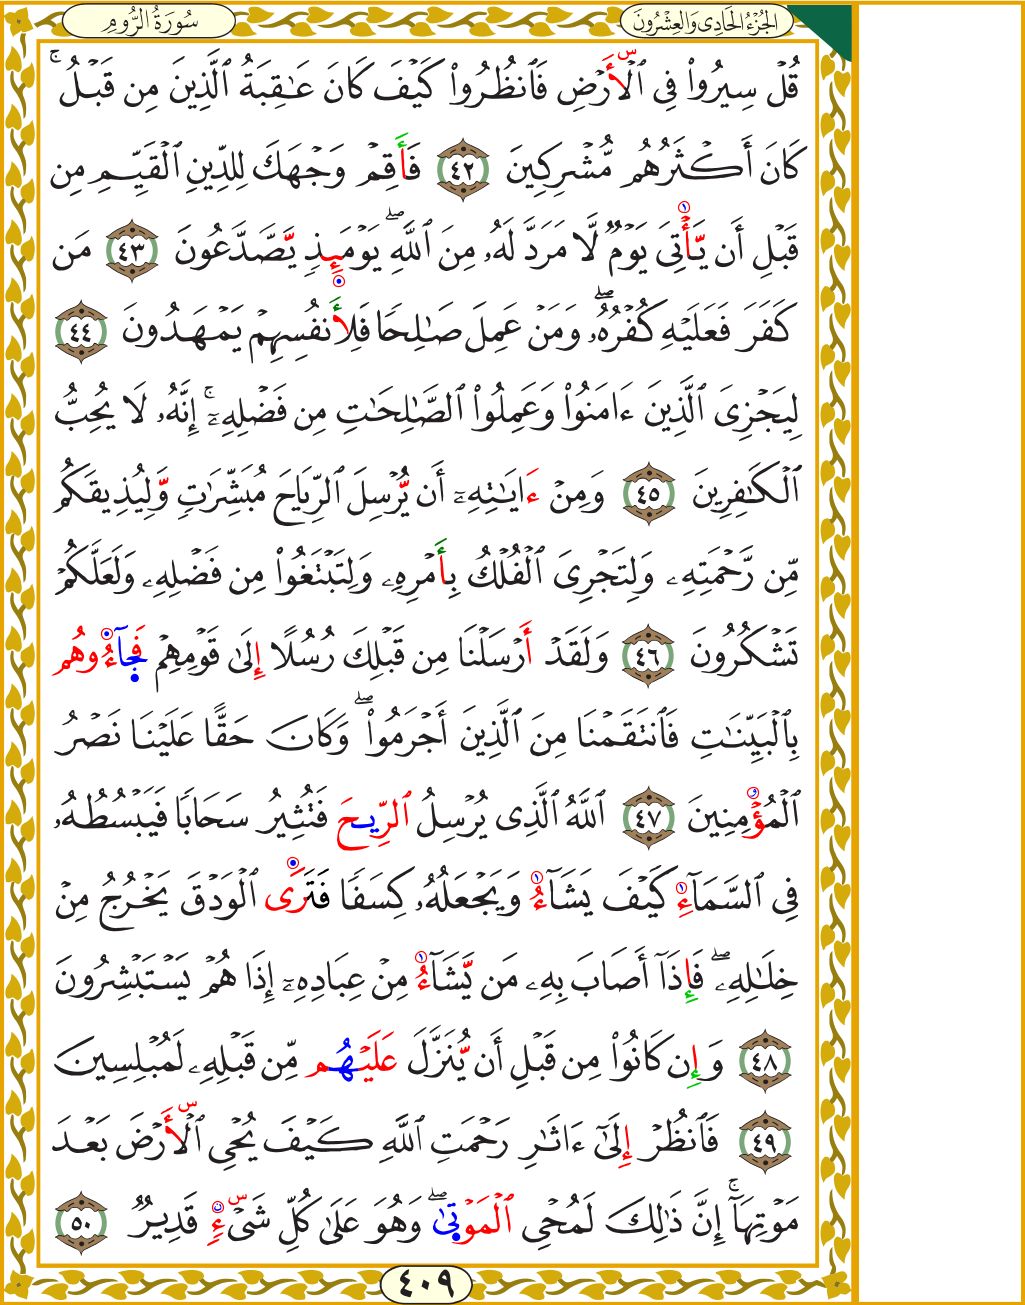 الجُزْءُ الحَادِى وَالعِشْرُونَ
سُورَةُ الرُّومِ
قُلۡ سِيرُواْ فِى ٱلۡأَرۡضِ فَٱنظُرُواْ كَيۡفَ كَانَ عَـٰقِبَةُ ٱلَّذِينَ مِن قَبۡلُۚ
كَانَ أَكۡثَرُهُم مُّشۡرِكِينَ ٤٢ فَأَقِمۡ وَجۡهَكَ لِلدِّينِ ٱلۡقَيِّمِ مِن
قَبۡلِ أَن يَّأۡتِىَ يَوۡمٌ لَّا مَرَدَّ لَهُۥ مِنَ ٱللَّهِۖ يَوۡمَئِذٍ يَّصَّدَّعُونَ ٤٣ مَن
كَفَرَ فَعَلَيۡهِ كُفۡرُهُۥۖ وَمَنۡ عَمِلَ صَـٰلِحًا فَلِأَنفُسِهِمۡ يَمۡهَدُونَ ٤٤
لِيَجۡزِىَ ٱلَّذِينَ ءَامَنُواْ وَعَمِلُواْ ٱلصَّـٰلِحَـٰتِ مِن فَضۡلِهِۦٓۚ إِنَّهُۥ لَا يُحِبُّ
ٱلۡكَـٰفِرِينَ ٤٥ وَمِنۡ ءَايَـٰتِهِۦٓ أَن يُّرۡسِلَ ٱلرِّيَاحَ مُبَشِّرَٰتٍ وَّلِيُذِيقَكُم
مِّن رَّحۡمَتِهِۦ وَلِتَجۡرِىَ ٱلۡفُلۡكُ بِأَمۡرِهِۦ وَلِتَبۡتَغُواْ مِن فَضۡلِهِۦ وَلَعَلَّكُمۡ
تَشۡكُرُونَ ٤٦ وَلَقَدۡ أَرۡسَلۡنَا مِن قَبۡلِكَ رُسُلًا إِلَىٰ قَوۡمِهِمۡ فَجَآءُوهُم
بِٱلۡبَيِّنَـٰتِ فَٱنتَقَمۡنَا مِنَ ٱلَّذِينَ أَجۡرَمُواْۖ وَكَانَ حَقًّا عَلَيۡنَا نَصۡرُ
ٱلۡمُؤۡمِنِينَ ٤٧ ٱللَّهُ ٱلَّذِى يُرۡسِلُ ٱلرِّيحَ فَتُثِيرُ سَحَابًا فَيَبۡسُطُهُۥ
فِى ٱلسَّمَآءِ كَيۡفَ يَشَآءُ وَيَجۡعَلُهُۥ كِسَفًا فَتَرَى ٱلۡوَدۡقَ يَخۡرُجُ مِنۡ
خِلَـٰلِهِۦۖ فَإِذَآ أَصَابَ بِهِۦ مَن يَّشَآءُ مِنۡ عِبَادِهِۦٓ إِذَا هُمۡ يَسۡتَبۡشِرُونَ
٤٨ وَإِن كَانُواْ مِن قَبۡلِ أَن يُّنَزَّلَ عَلَيۡهُم مِّن قَبۡلِهِۦ لَمُبۡلِسِينَ
٤٩ فَٱنظُرۡ إِلَىٰٓ ءَاثَـٰرِ رَحۡمَتِ ٱللَّهِ كَيۡفَ يُحۡىِ ٱلۡأَرۡضَ بَعۡدَ
مَوۡتِهَآۚ إِنَّ ذَٰلِكَ لَمُحۡىِ ٱلۡمَوۡتَىٰۖ وَهُوَ عَلَىٰ كُلِّ شَىۡءٍ قَدِيرٌ ٥٠
٤٠٩